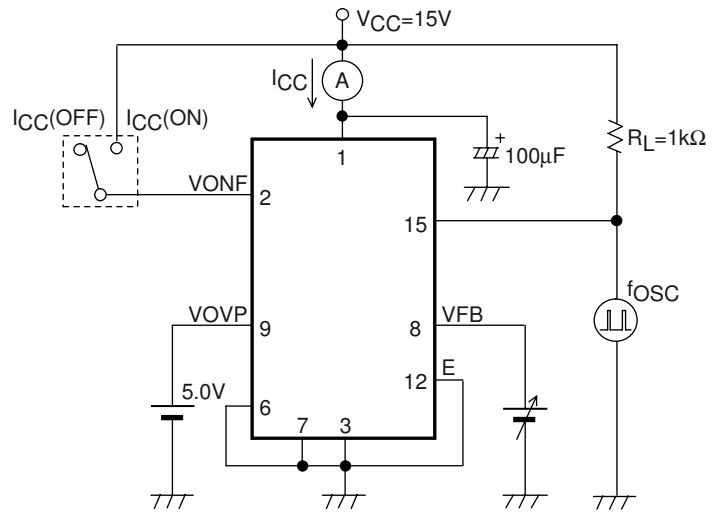 VCC=15V
ICC
A
ICC(OFF)
ICC(ON)
1
+
100µF
RL=1kΩ
VONF
2
15
fOSC
VOVP
9
8
VFB
E
12
5.0V
6
7
3